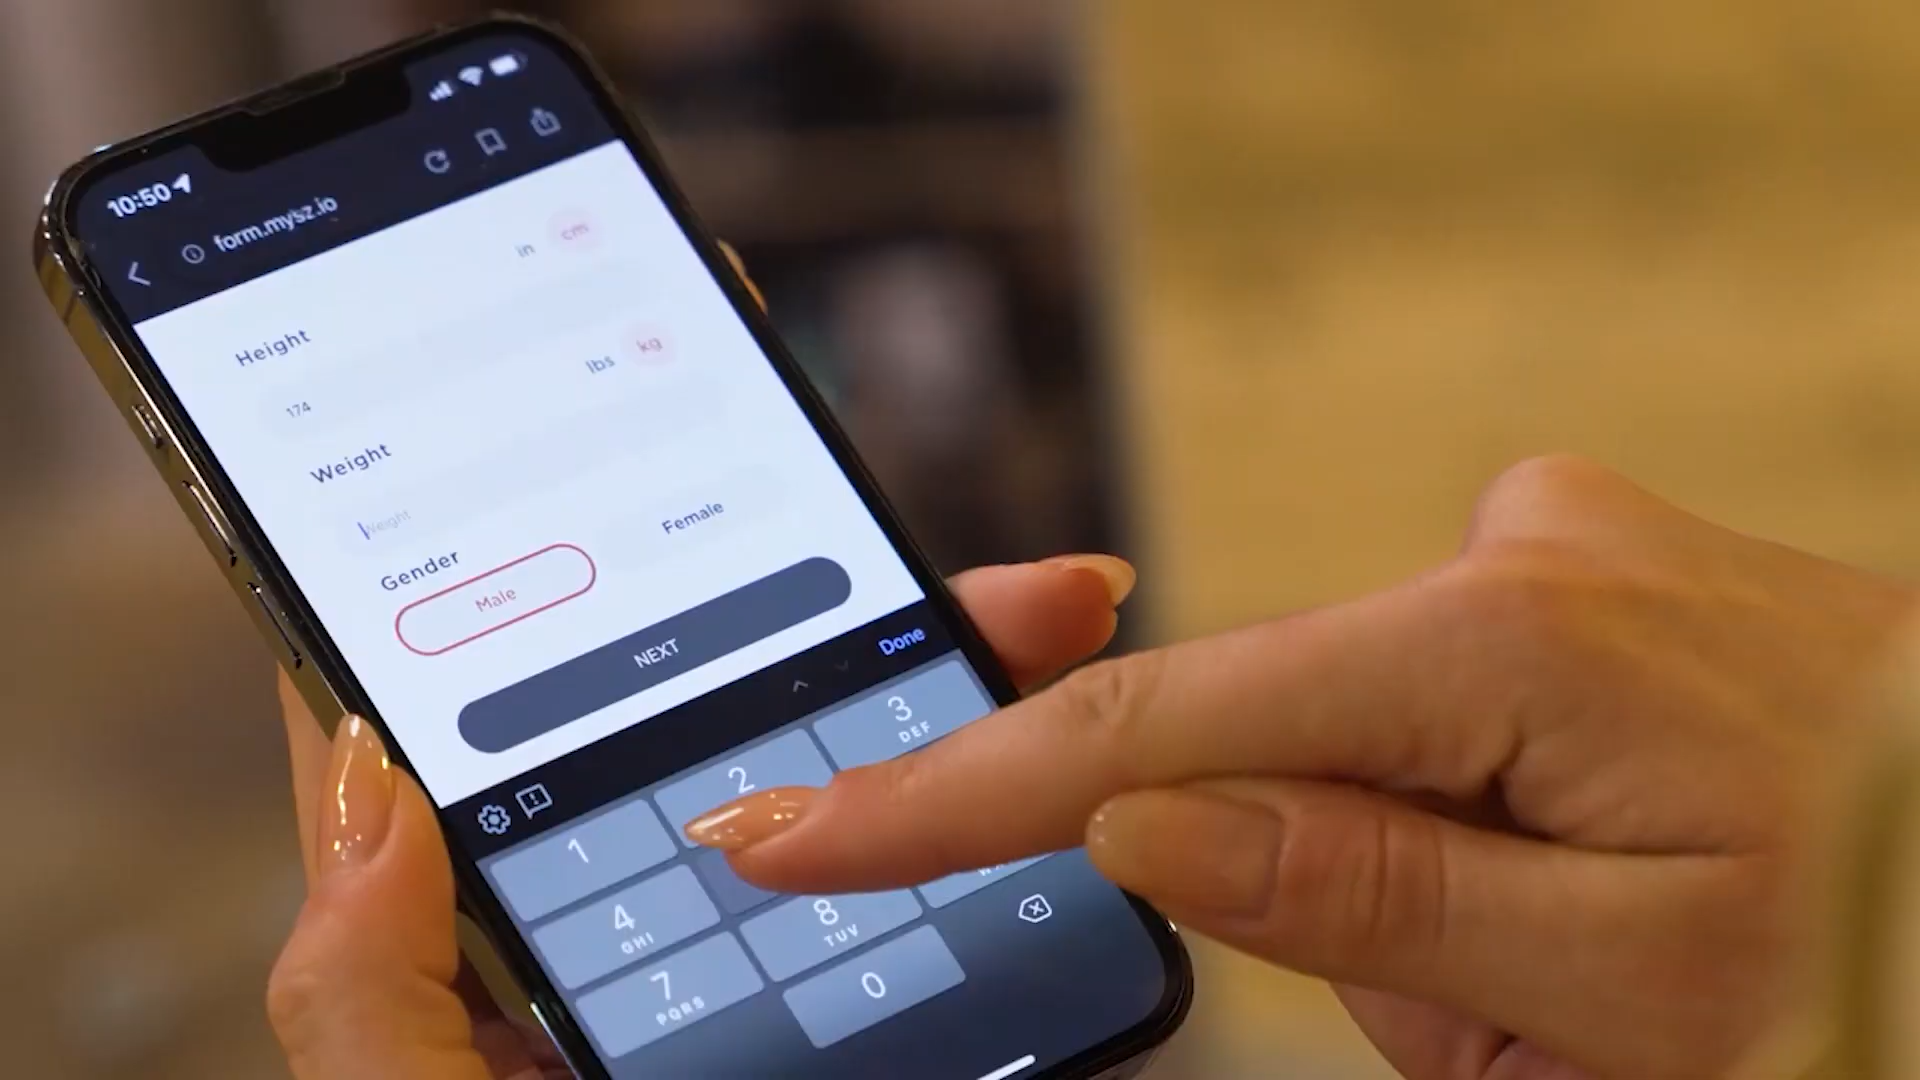 10:50
form.mysz.io
in cm
Height
174
lbs kg
Weight
Weight
Gender
Male Female
NEXT
Done
1 2 3
DEF
4
GHI
7 8
PQRS TUV
0